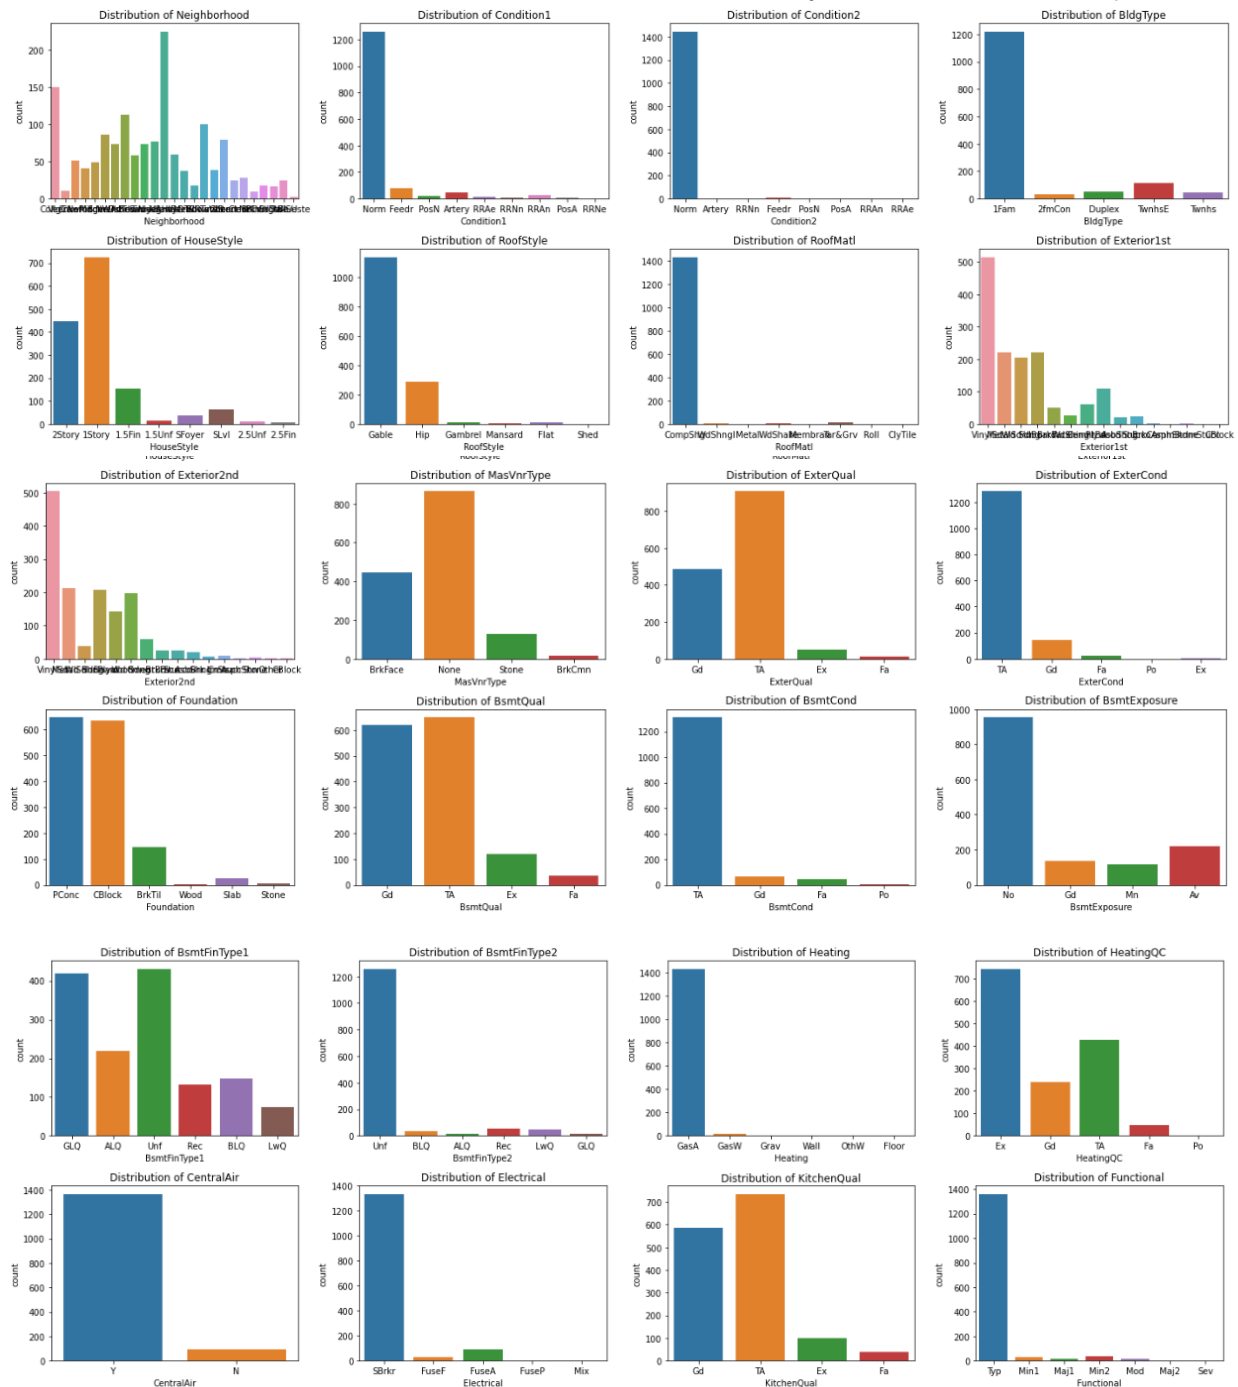 Distribution of Neighborhood Distribution of Condition1 Distribution of Condition2 Distribution of BldgType
count
200
150
100
50
0
Neighborhood
count
1200
1000
800
600
400
200
0
Norm Feedr PosN Artery RRAe RRNn RRAn PosA RRNe
Condition1
count
1400
1200
1000
800
600
400
200
0
Norm Artery RRNn Feedr PosN PosA RRAn RRAe
Condition2
count
1200
1000
800
600
400
200
0
1Fam 2fmCon Duplex TwnhsE Twnhs
BldgType
Distribution of HouseStyle Distribution of RoofStyle Distribution of RoofMatl Distribution of Exterior1st
count
700
600
500
400
300
200
100
0
2Story 1Story 1.5Fin 1.5Unf SFoyer SLvl 2.5Unf 2.5Fin
HouseStyle
count
1000
800
600
400
200
0
Gable Hip Gambrel Mansard Flat Shed
RoofStyle
count
1400
1200
1000
800
600
400
200
0
Metal Tar&Grv Roll ClyTile
RoofMatl
count
500
400
300
200
100
0
Exterior1st
Distribution of Exterior2nd Distribution of MasVnrType Distribution of ExterQual Distribution of ExterCond
count
500
400
300
200
100
0
Exterior2nd
count
800
600
400
200
0
BrkFace None Stone BrkCmn
MasVnrType
count
800
600
400
200
0
Gd TA Ex Fa
ExterQual
count
1200
1000
800
600
400
200
0
TA Gd Fa Po Ex
ExterCond
Distribution of Foundation Distribution of BsmtQual Distribution of BsmtCond Distribution of BsmtExposure
count
600
500
400
300
200
100
0
PConc CBlock BrkTil Wood Slab Stone
Foundation
count
600
500
400
300
200
100
0
Gd TA Ex Fa
BsmtQual
count
1200
1000
800
600
400
200
0
TA Gd Fa Po
BsmtCond
count
1000
800
600
400
200
0
No Gd Mn Av
BsmtExposure
Distribution of BsmtFinType1 Distribution of BsmtFinType2 Distribution of Heating Distribution of HeatingQC
count
400
300
200
100
0
GLQ ALQ Unf Rec BLQ LwQ
BsmtFinType1
count
1200
1000
800
600
400
200
0
Unf BLQ ALQ Rec LwQ GLQ
BsmtFinType2
count
1400
1200
1000
800
600
400
200
0
GasA GasW Grav Wall OthW Floor
Heating
count
700
600
500
400
300
200
100
0
Ex Gd TA Fa Po
HeatingQC
Distribution of CentralAir Distribution of Electrical Distribution of KitchenQual Distribution of Functional
count
1400
1200
1000
800
600
400
200
0
Y N
CentralAir
count
1400
1200
1000
800
600
400
200
0
SBrkr FuseF FuseA FuseP Mix
Electrical
count
700
600
500
400
300
200
100
0
Gd TA Ex Fa
KitchenQual
count
1400
1200
1000
800
600
400
200
0
Typ Min1 Maj1 Min2 Mod Maj2 Sev
Functional